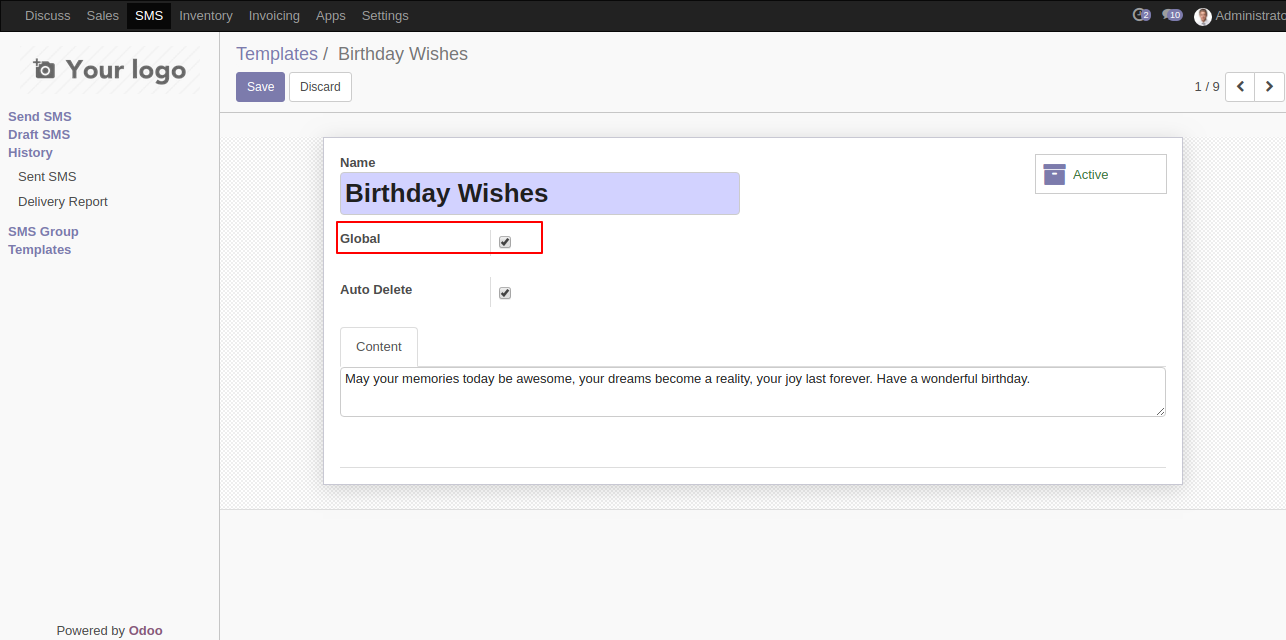 Discuss Sales SMS Inventory Invoicing Apps Settings 2 10 Administrato
Your logo
Send SMS
Draft SMS
History
Sent SMS
Delivery Report
SMS Group
Templates
Powered by Odoo
Templates / Birthday Wishes
Save Discard 1 / 9
Name
Birthday Wishes
Active
Global
Auto Delete
Content
May your memories today be awesome, your dreams become a reality, your joy last forever. Have a wonderful birthday.